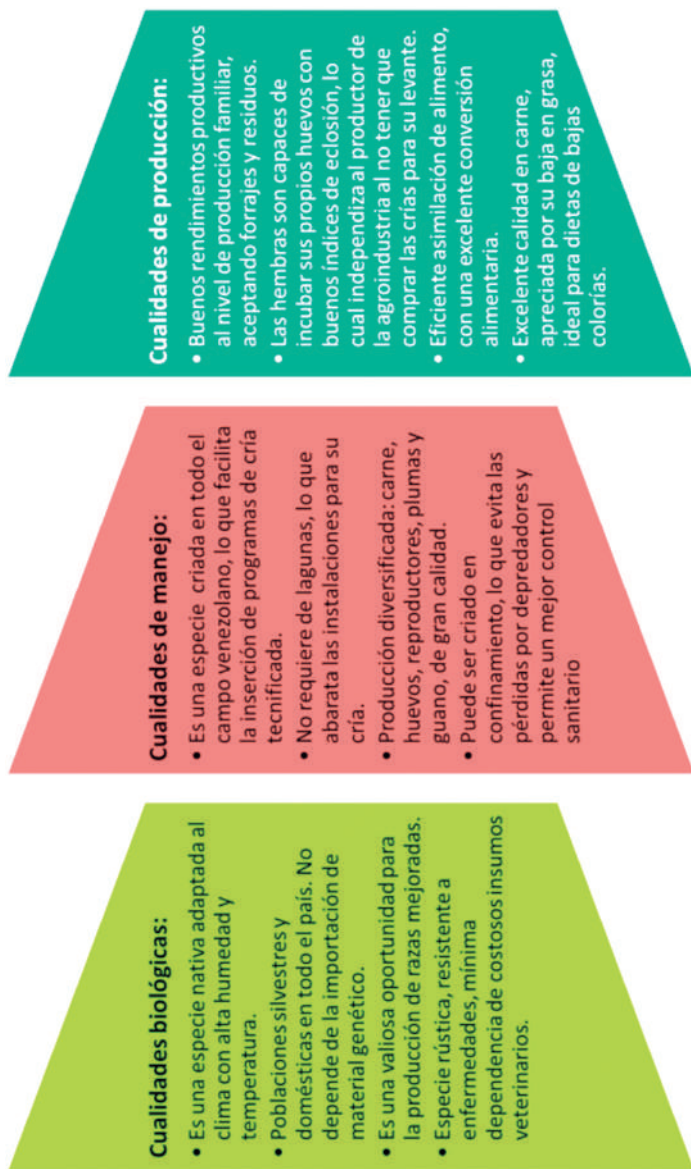 Cualidades biológicas:
• Es una especie nativa adaptada al
clima con alta humedad y
temperatura.
• Poblaciones silvestres y
domésticas en todo el país. No
depende de la importación de
material genético.
• Es una valiosa oportunidad para
la producción de razas mejoradas.
• Especie rústica, resistente a
enfermedades, mínima
dependencia de costosos insumos
veterinarios.
Cualidades de manejo:
• Es una especie criada en todo el
campo venezolano, lo que facilita
la inserción de programas de cría
tecnificada.
• No requiere de lagunas, lo que
abarata las instalaciones para su
cría.
• Producción diversificada: carne,
huevos, reproductores, plumas y
guano, de gran calidad.
• Puede ser criado en
confinamiento, lo que evita las
pérdidas por depredadores y
permite un mejor control
sanitario
Cualidades de producción:
• Buenos rendimientos productivos
al nivel de producción familiar,
aceptando forrajes y residuos.
• Las hembras son capaces de
incubar sus propios huevos con
buenos índices de eclosión, lo
cual independiza al productor de
la agroindustria al no tener que
comprar las crías para su levante.
• Eficiente asimilación de alimento,
con una excelente conversión
alimentaria.
• Excelente calidad en carne,
apreciada por su baja en grasa,
ideal para dietas de bajas
colorías.